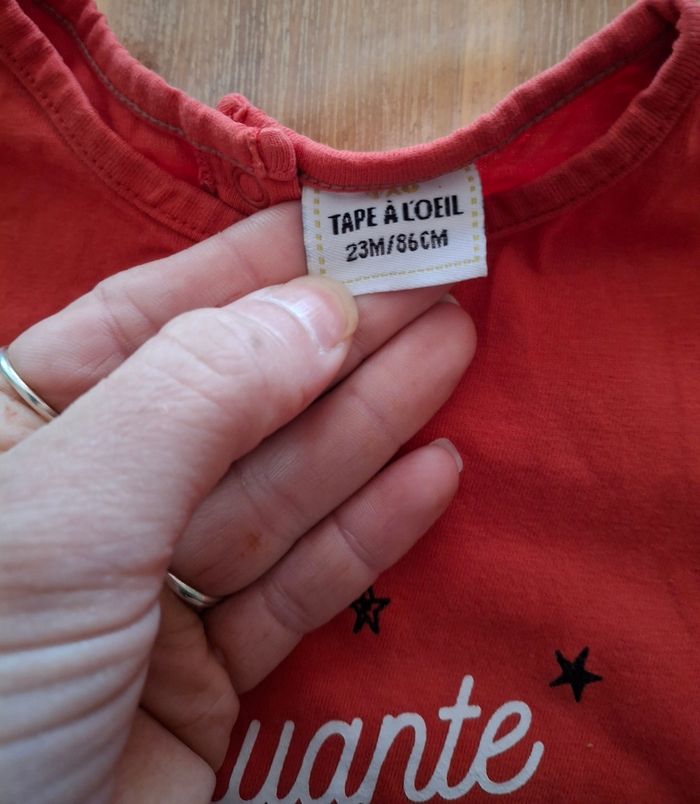 TAPE À L'OEIL
23M/86CM
uante